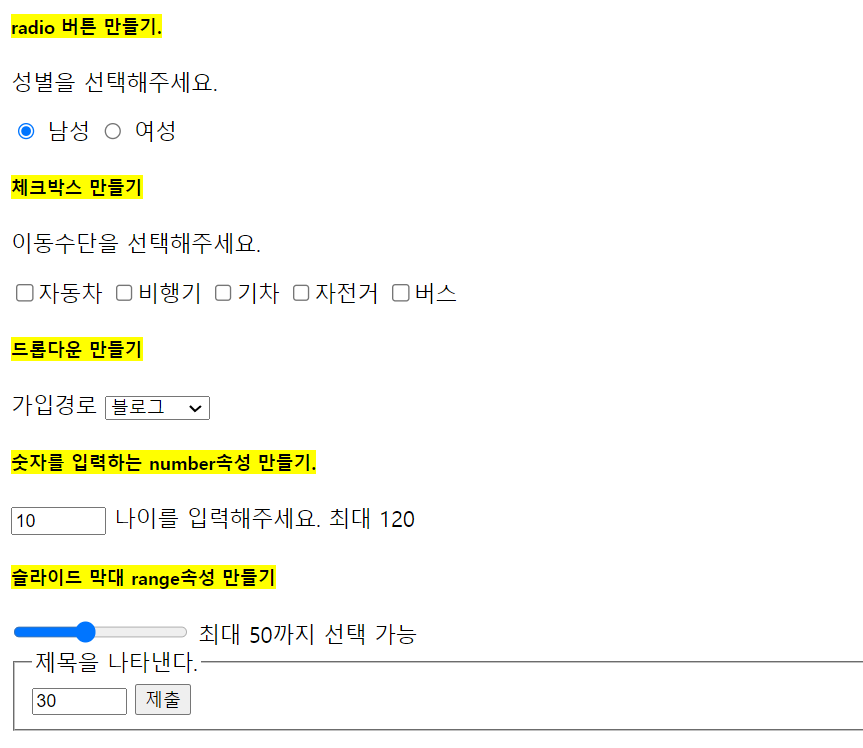 radio 버튼 만들기.
성별을 선택해주세요.
남성 여성
체크박스 만들기
이동수단을 선택해주세요.
자동차 비행기 기차 자전거 버스
드롭다운 만들기
가입경로 블로그
숫자를 입력하는 number속성 만들기.
10 나이를 입력해주세요. 최대 120
슬라이드 막대 range속성 만들기
최대 50까지 선택 가능
제목을 나타낸다.
30 제출